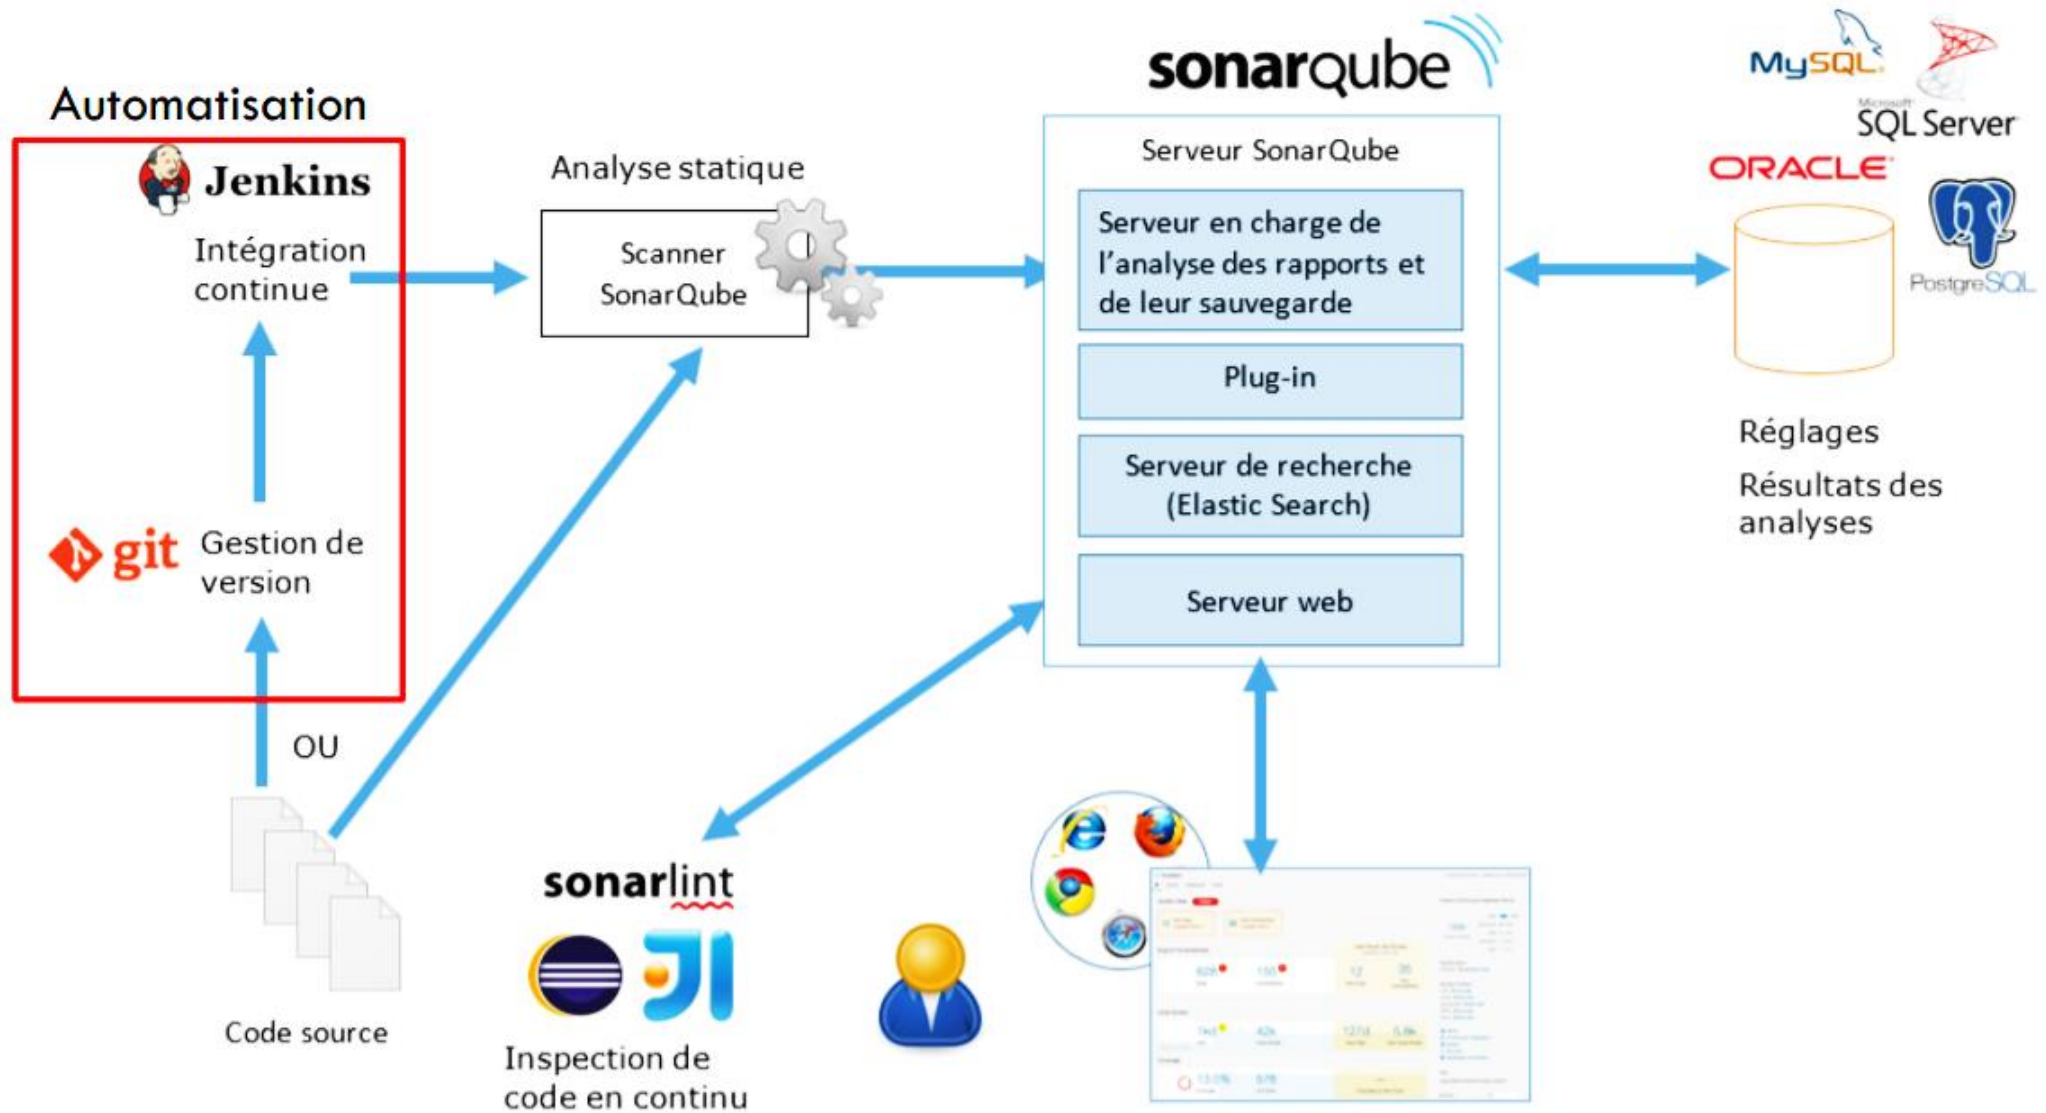 Automatisation
Jenkins
Intégration
continue
git
Gestion de
version
OU
Code source
Analyse statique
Scanner
SonarQube
sonarlint
Inspection de
code en continu
sonarqube
Serveur SonarQube
Serveur en charge de
l'analyse des rapports et
de leur sauvegarde
Plug-in
Serveur de recherche
(Elastic Search)
Serveur web
MySQL
Microsoft
SQL Server
ORACLE
PostgreSQL
Réglages
Résultats des
analyses